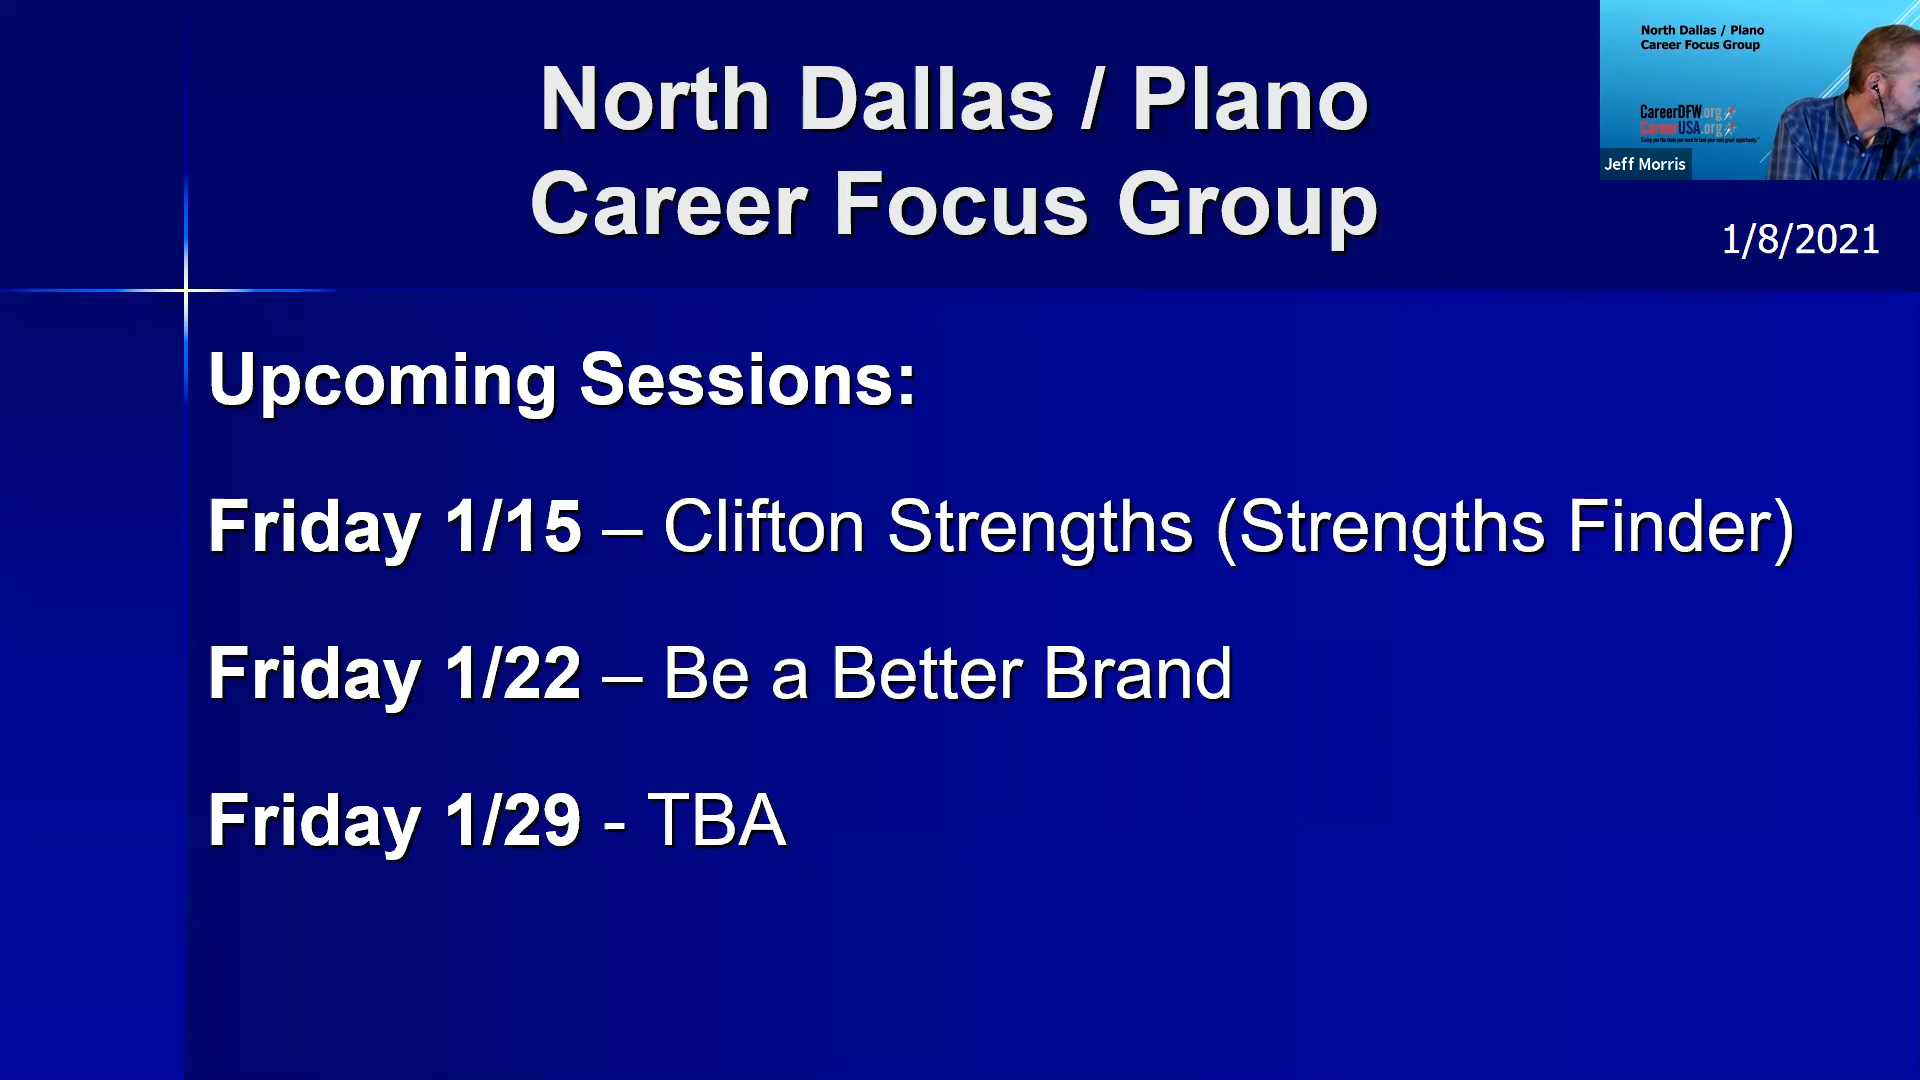 North Dallas / Plano
Career Focus Group
North Dallas / Plano
Career Focus Group
CareerDFW.org
CareerUSA.org
Jeff Morris
1/8/2021
Upcoming Sessions:
Friday 1/15 – Clifton Strengths (Strengths Finder)
Friday 1/22 – Be a Better Brand
Friday 1/29 - TBA